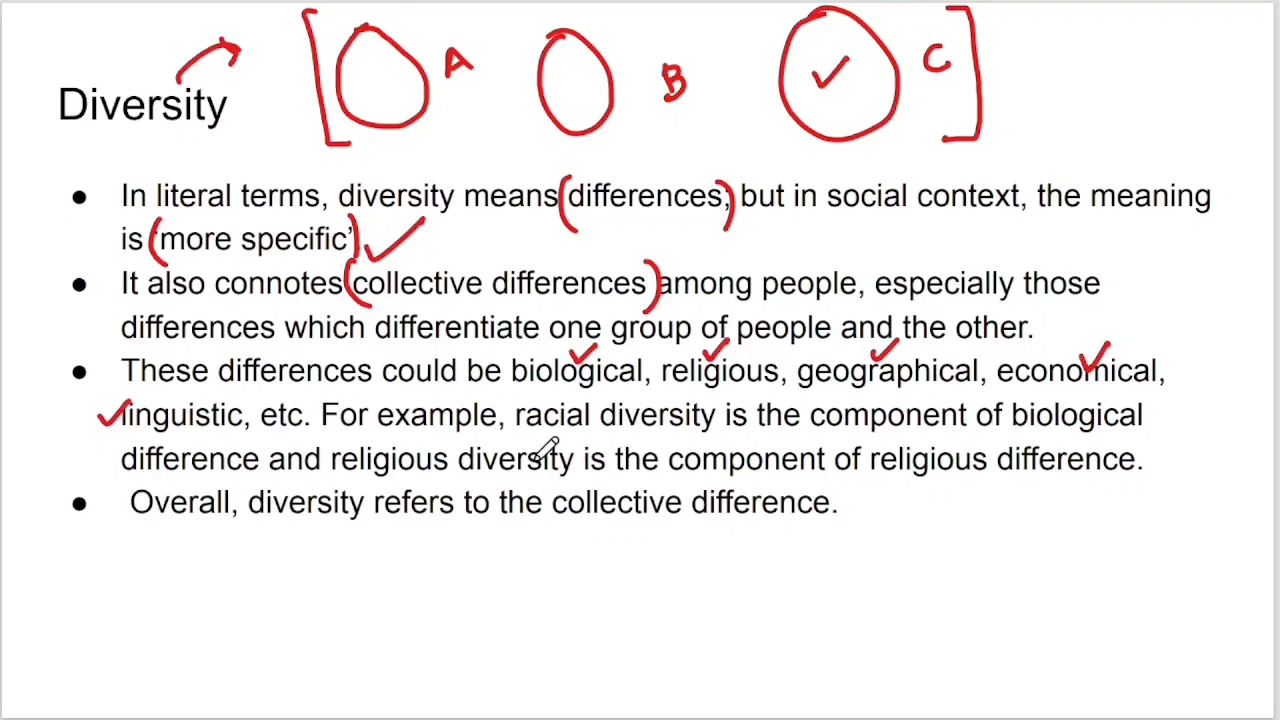 A B C
Diversity
● In literal terms, diversity means differences; but in social context, the meaning
is ‘more specific’
● It also connotes collective differences among people, especially those
differences which differentiate one group of people and the other.
● These differences could be biological, religious, geographical, economical,
linguistic, etc. For example, racial diversity is the component of biological
difference and religious diversity is the component of religious difference.
● Overall, diversity refers to the collective difference.